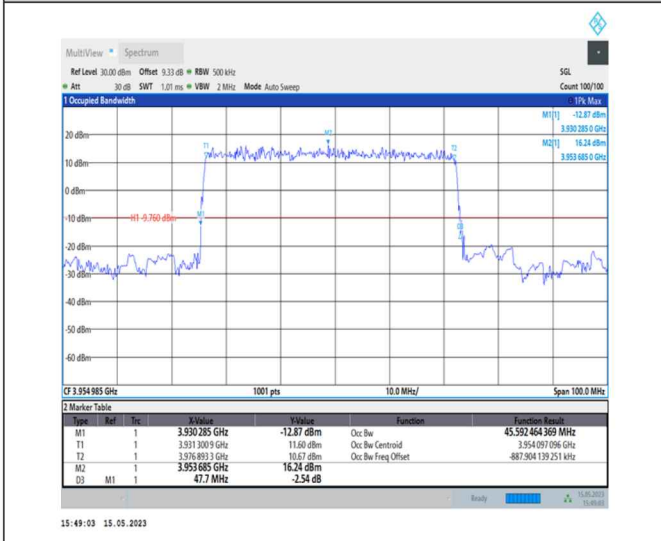 MultiView Spectrum
Ref Level 30.00 dBm Offset 9.33 dB RBW 500 kHz SGL
Att 30 dB SWT 1.01 ms VBW 2 MHz Mode Auto Sweep Count 100/100
1 Occupied Bandwidth 1Pk Max
M1[1] -12.87 dBm
3.930 285 0 GHz
M2[1] 16.24 dBm
3.953 685 0 GHz
20 dBm
M2
T1
T2
10 dBm
0 dBm
M1
-10 dBm H1 -9.760 dBm
D3
-20 dBm
-30 dBm
-40 dBm
-50 dBm
-60 dBm
CF 3.954 985 GHz 1001 pts 10.0 MHz/ Span 100.0 MHz
2 Marker Table
Type Ref Trc X-Value Y-Value Function Function Result
M1 1 3.930 285 GHz -12.87 dBm Occ Bw 45.592 464 369 MHz
T1 1 3.931 300 9 GHz 11.60 dBm Occ Bw Centroid 3.954 097 096 GHz
T2 1 3.976 893 3 GHz 10.67 dBm Occ Bw Freq Offset -887.904 139 251 kHz
M2 1 3.953 685 GHz 16.24 dBm
D3 M1 1 47.7 MHz -2.54 dB
Ready 15.05.2023
15:49:03
15:49:03 15.05.2023